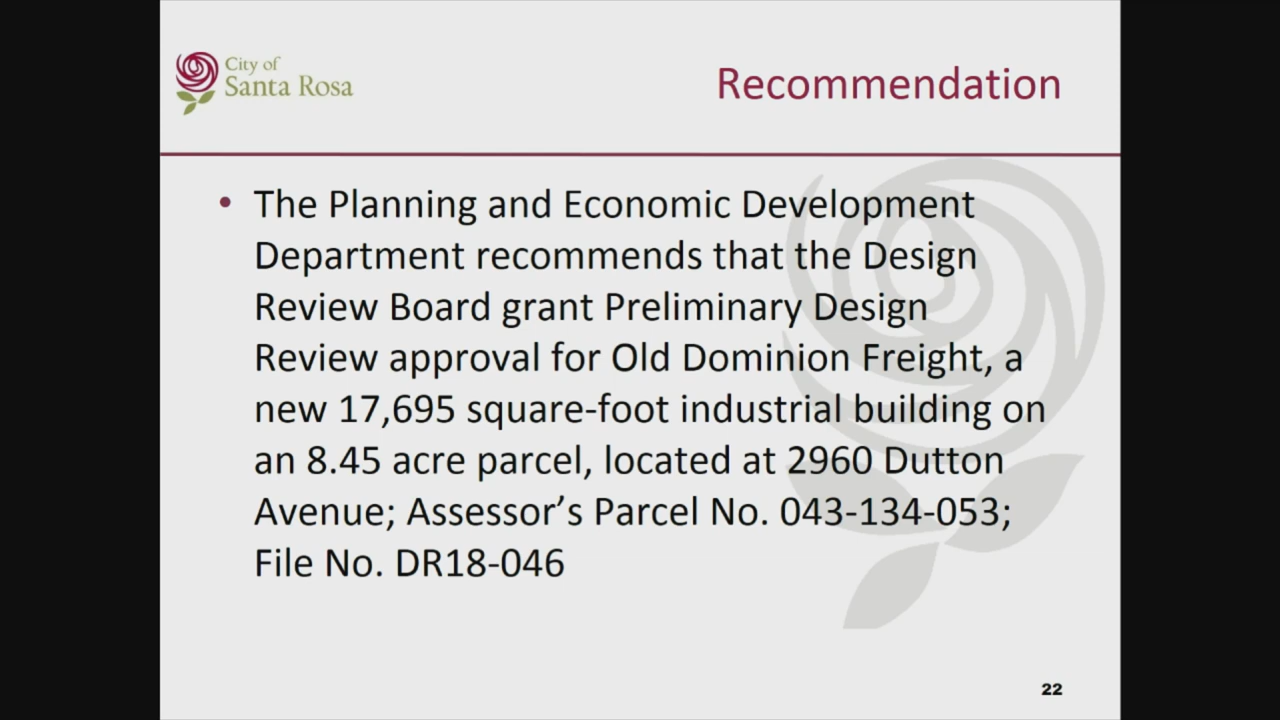 City of
Santa Rosa
Recommendation
• The Planning and Economic Development
Department recommends that the Design
Review Board grant Preliminary Design
Review approval for Old Dominion Freight, a
new 17,695 square-foot industrial building on
an 8.45 acre parcel, located at 2960 Dutton
Avenue; Assessor’s Parcel No. 043-134-053;
File No. DR18-046
22